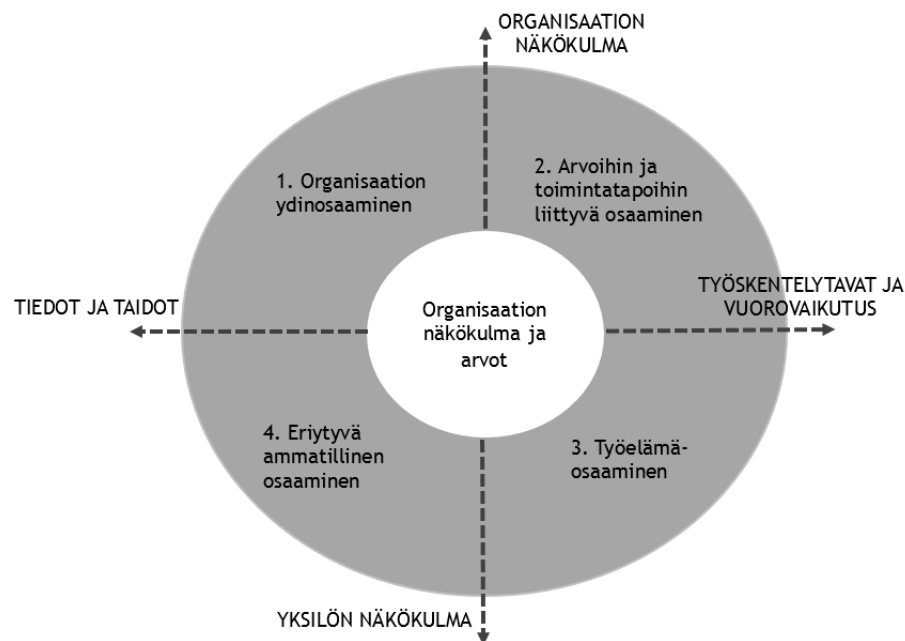 ORGANISAATION
NÄKÖKULMA
1. Organisaation
ydinosaaminen
2. Arvoihin ja
toimintatapoihin
liittyvä osaaminen
TIEDOT JA TAIDOT
Organisaation
näkökulma ja
arvot
TYÖSKENTELYTAVAT JA
VUOROVAIKUTUS
4. Eriytyvä
ammatillinen
osaaminen
3. Työelämä-
osaaminen
YKSILÖN NÄKÖKULMA